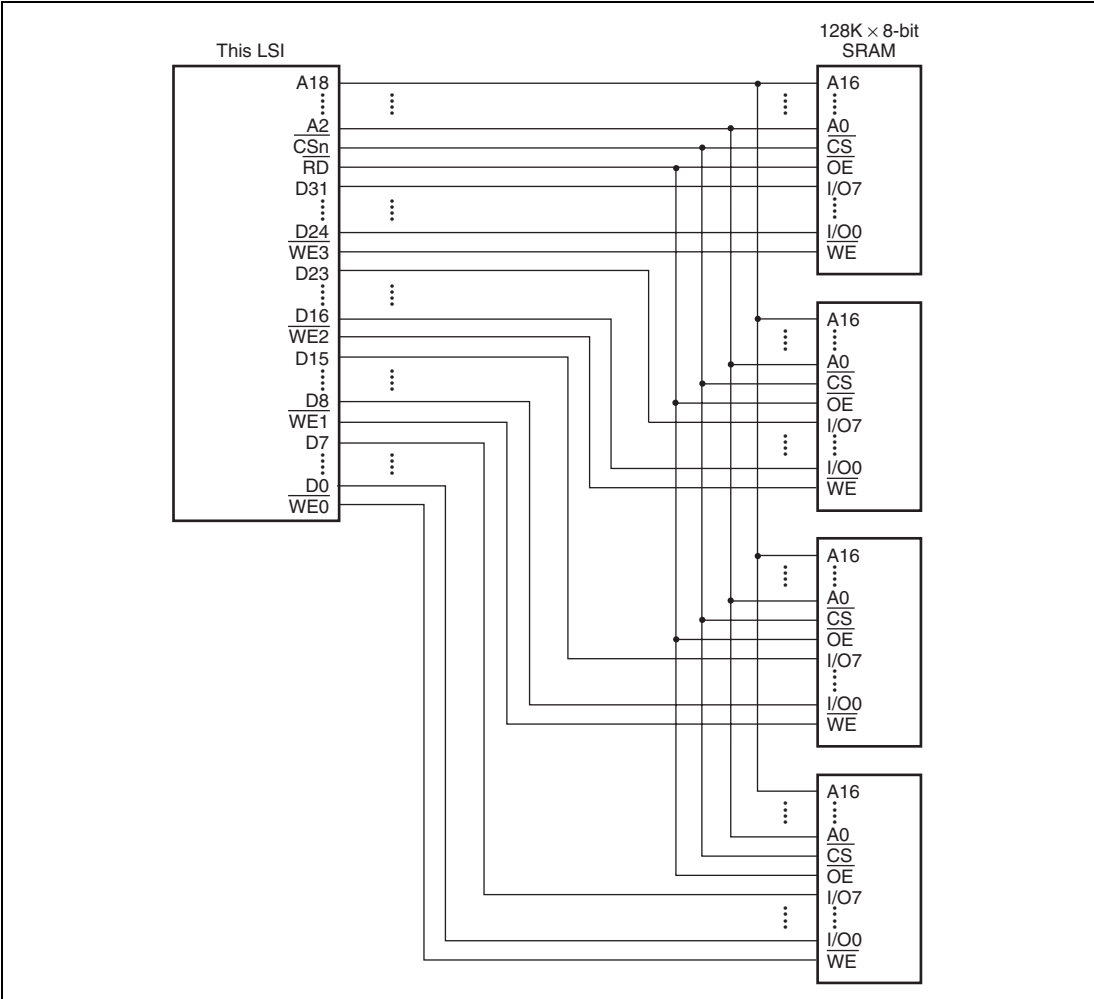 This LSI
A18
A2
CSn
RD
D31
D24
WE3
D23
D16
WE2
D15
D8
WE1
D7
D0
WE0
128K × 8-bit
SRAM
A16
A0
CS
OE
I/O7
I/O0
WE
A16
A0
CS
OE
I/O7
I/O0
WE
A16
A0
CS
OE
I/O7
I/O0
WE
A16
A0
CS
OE
I/O7
I/O0
WE